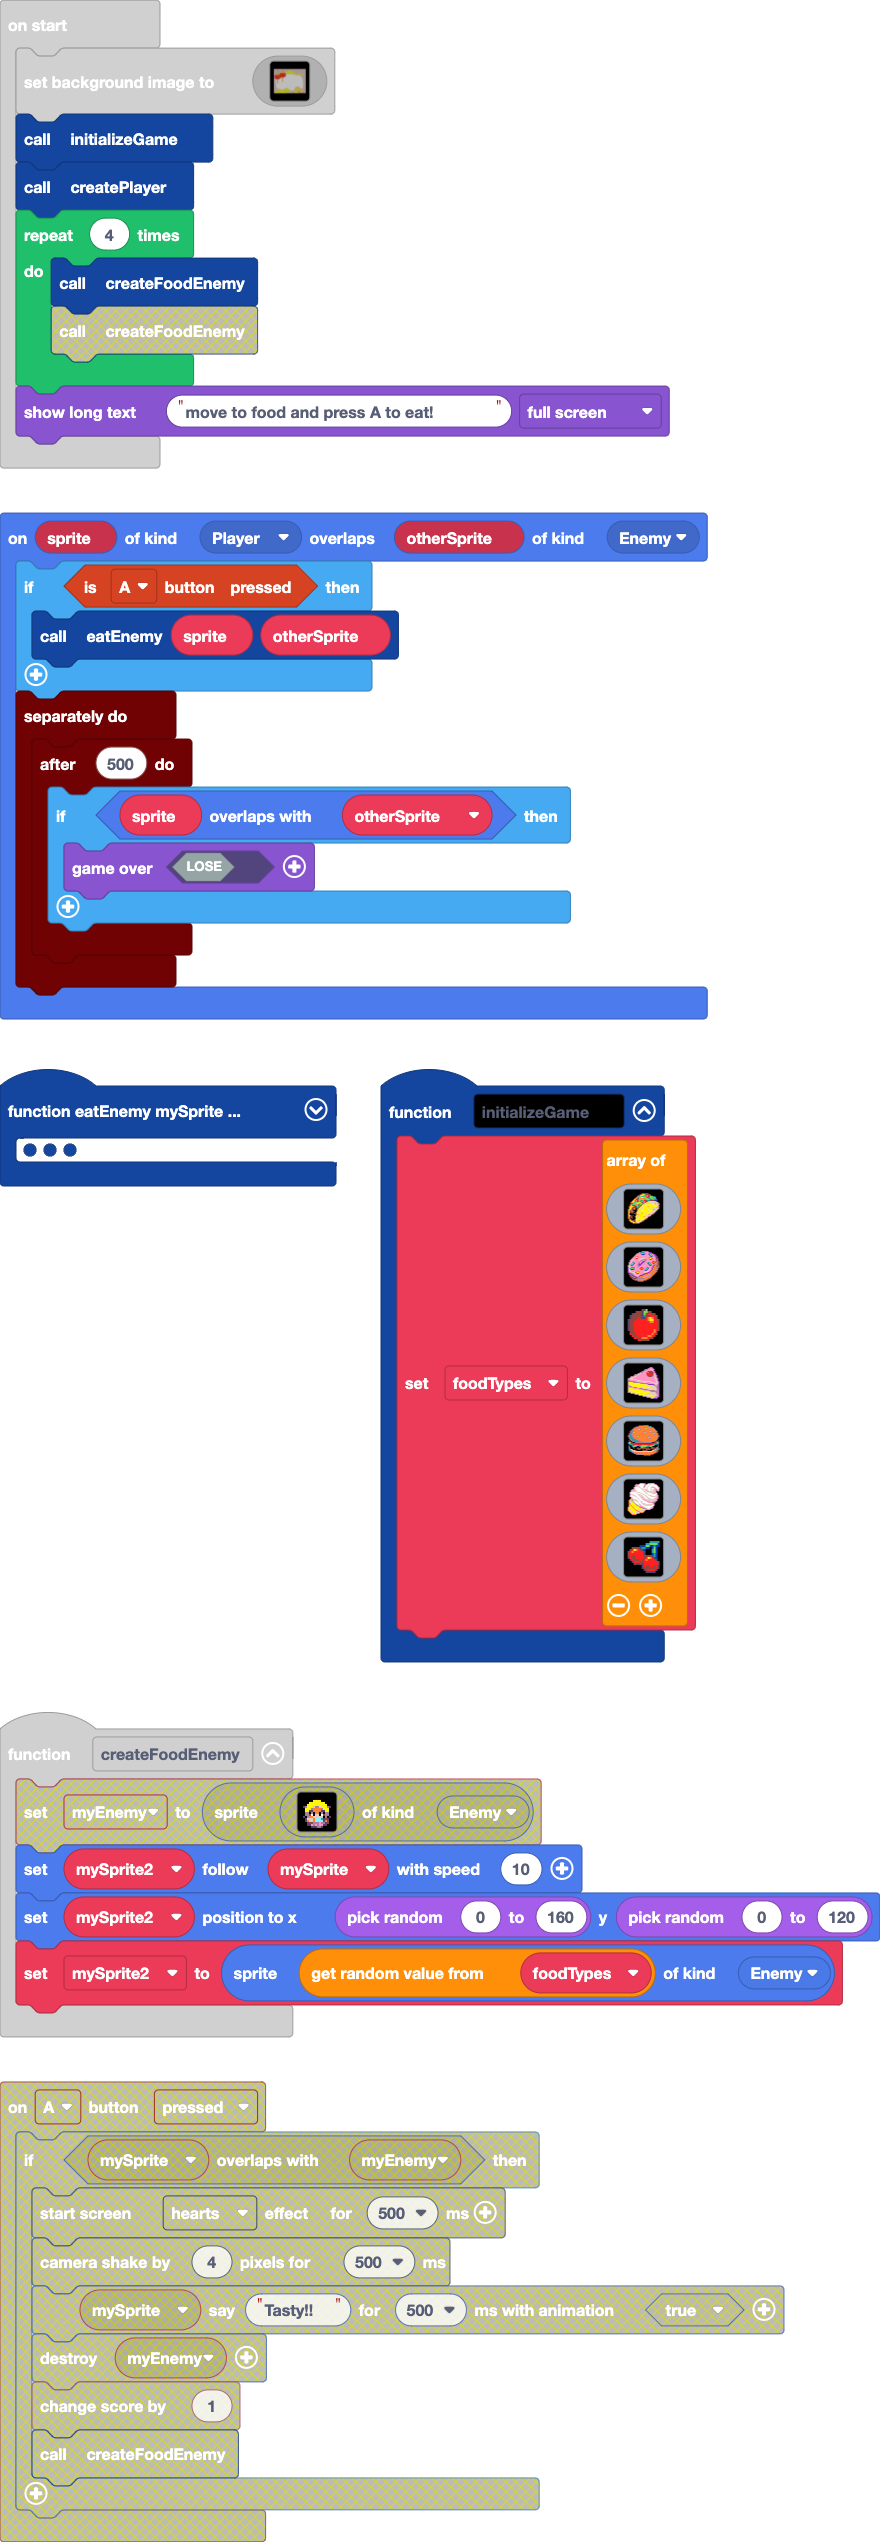 on start
set background image to
call initializeGame
call createPlayer
repeat 4 times
do
call createFoodEnemy
call createFoodEnemy
show long text "move to food and press A to eat!" full screen
on sprite of kind Player overlaps otherSprite of kind Enemy
if is A button pressed then
call eatEnemy sprite otherSprite
separately do
after 500 do
if sprite overlaps with otherSprite then
game over LOSE
function eatEnemy mySprite ...
function initializeGame
array of
set foodTypes to
function createFoodEnemy
set myEnemy to sprite of kind Enemy
set mySprite2 follow mySprite with speed 10
set mySprite2 position to x pick random 0 to 160 y pick random 0 to 120
set mySprite2 to sprite get random value from foodTypes of kind Enemy
on A button pressed
if mySprite overlaps with myEnemy then
start screen hearts effect for 500 ms
camera shake by 4 pixels for 500 ms
mySprite say "Tasty!!" for 500 ms with animation true
destroy myEnemy
change score by 1
call createFoodEnemy